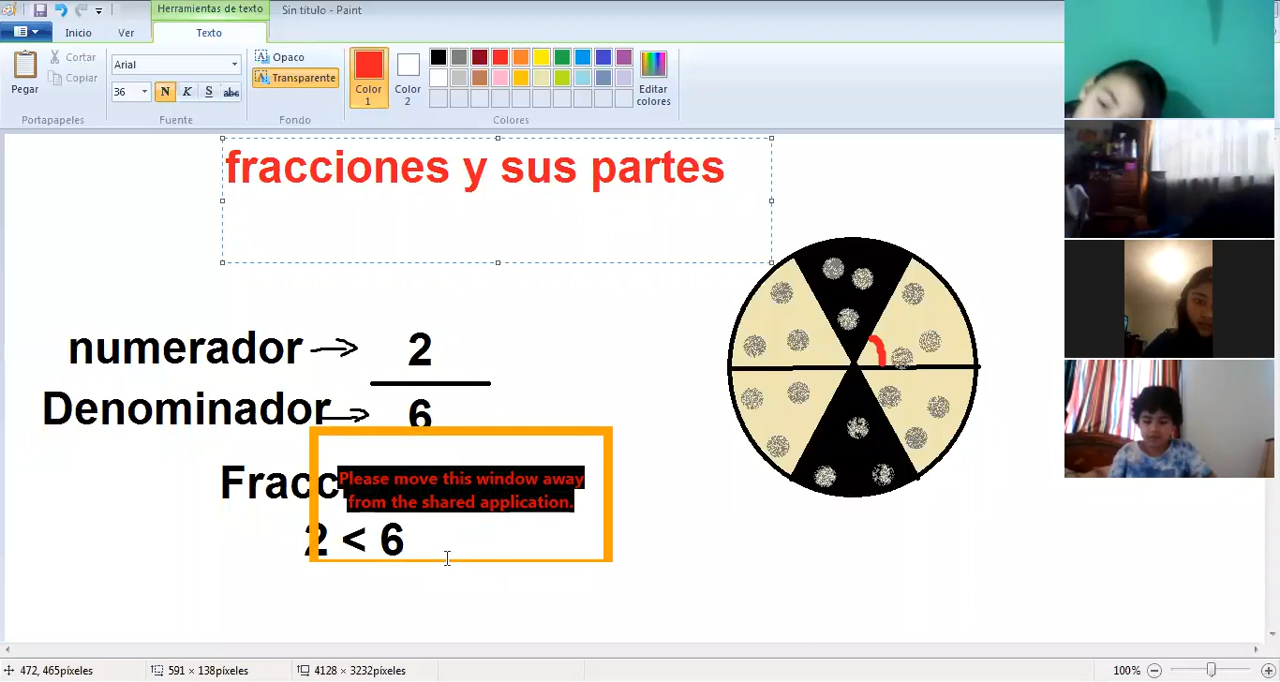 Herramientas de texto
Sin título - Paint
Inicio
Ver
Texto
Pegar
Cortar
Copiar
Portapapeles
Arial
36
N
K
S
abc
Fuente
Opaco
Transparente
Fondo
Color
1
Color
2
Editar
colores
Colores
fracciones y sus partes
numerador
2
Denominador
6
Please move this window away
from the shared application.
2 < 6
472, 465píxeles
591 × 138píxeles
4128 × 3232píxeles
100%